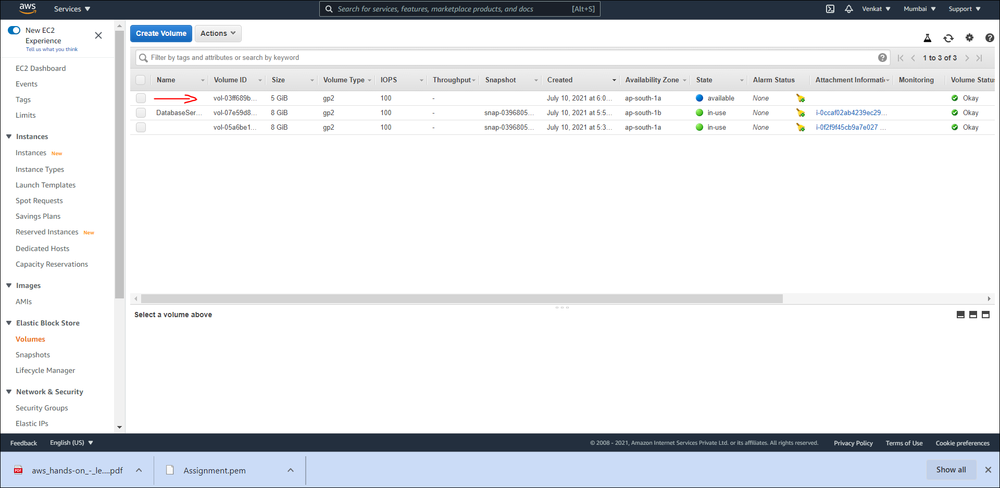 aws Services Search for services, features, marketplace products, and docs [Alt+S] Venkat Mumbai Support
New EC2
Experience
Tell us what you think
EC2 Dashboard
Events
Tags
Limits
Instances
Instances New
Instance Types
Launch Templates
Spot Requests
Savings Plans
Reserved Instances New
Dedicated Hosts
Capacity Reservations
Images
AMIs
Elastic Block Store
Volumes
Snapshots
Lifecycle Manager
Network & Security
Security Groups
Elastic IPs
Create Volume Actions
Filter by tags and attributes or search by keyword 1 to 3 of 3
Name Volume ID Size Volume Type IOPS Throughput Snapshot Created Availability Zone State Alarm Status Attachment Informati Monitoring Volume Status
vol-03ff689b... 5 GiB gp2 100 - July 10, 2021 at 6:0... ap-south-1a available None Okay
DatabaseSer... vol-07e59d8... 8 GiB gp2 100 - snap-0396805... July 10, 2021 at 5:5... ap-south-1b in-use None i-0ccaf02ab4239ec29... Okay
vol-05a6be1... 8 GiB gp2 100 - snap-0396805... July 10, 2021 at 5:3... ap-south-1a in-use None i-0f2f9f45cb9a7e027 ... Okay
Select a volume above
Feedback English (US) © 2008 - 2021, Amazon Internet Services Private Ltd. or its affiliates. All rights reserved. Privacy Policy Terms of Use Cookie preferences
PDF aws_hands-on_-_le....pdf Assignment.pem Show all